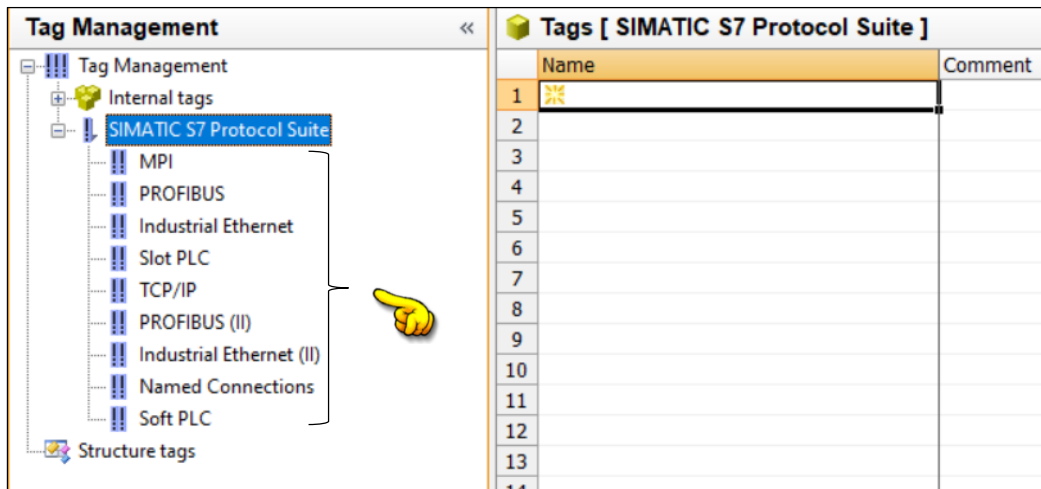 Tag Management «
Tags [ SIMATIC S7 Protocol Suite ]
Tag Management
Internal tags
SIMATIC S7 Protocol Suite
MPI
PROFIBUS
Industrial Ethernet
Slot PLC
TCP/IP
PROFIBUS (II)
Industrial Ethernet (II)
Named Connections
Soft PLC
Structure tags
Name Comment
1
2
3
4
5
6
7
8
9
10
11
12
13
14